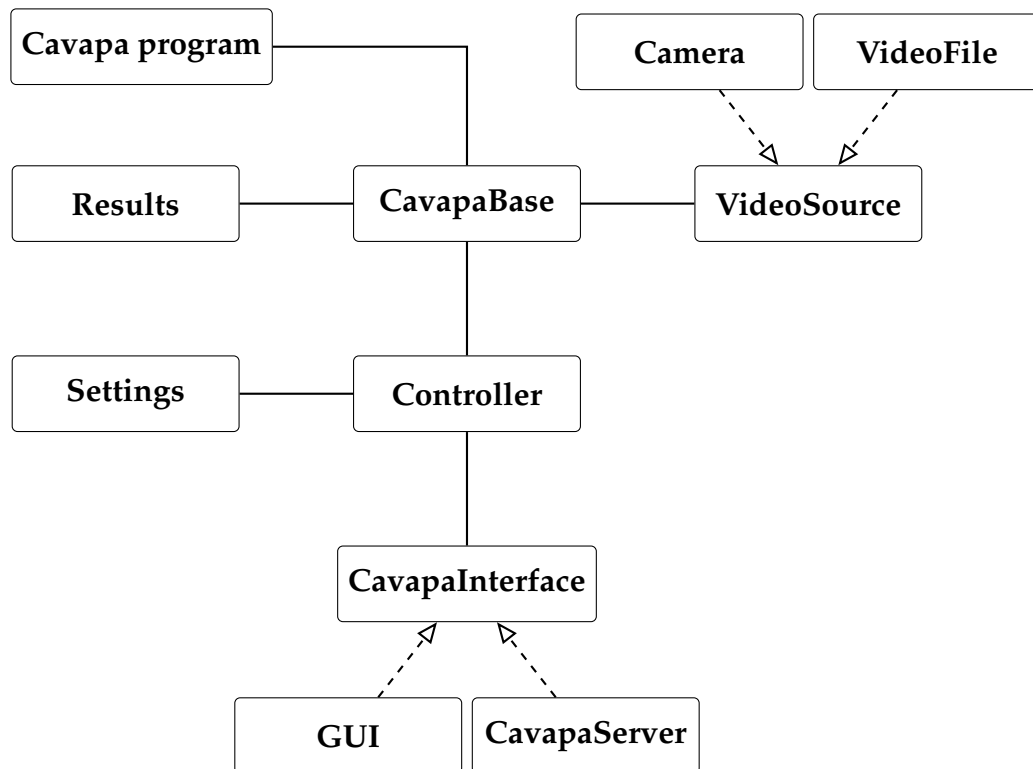 Cavapa program
Camera
VideoFile
Results
CavapaBase
VideoSource
Settings
Controller
CavapaInterface
GUI
CavapaServer